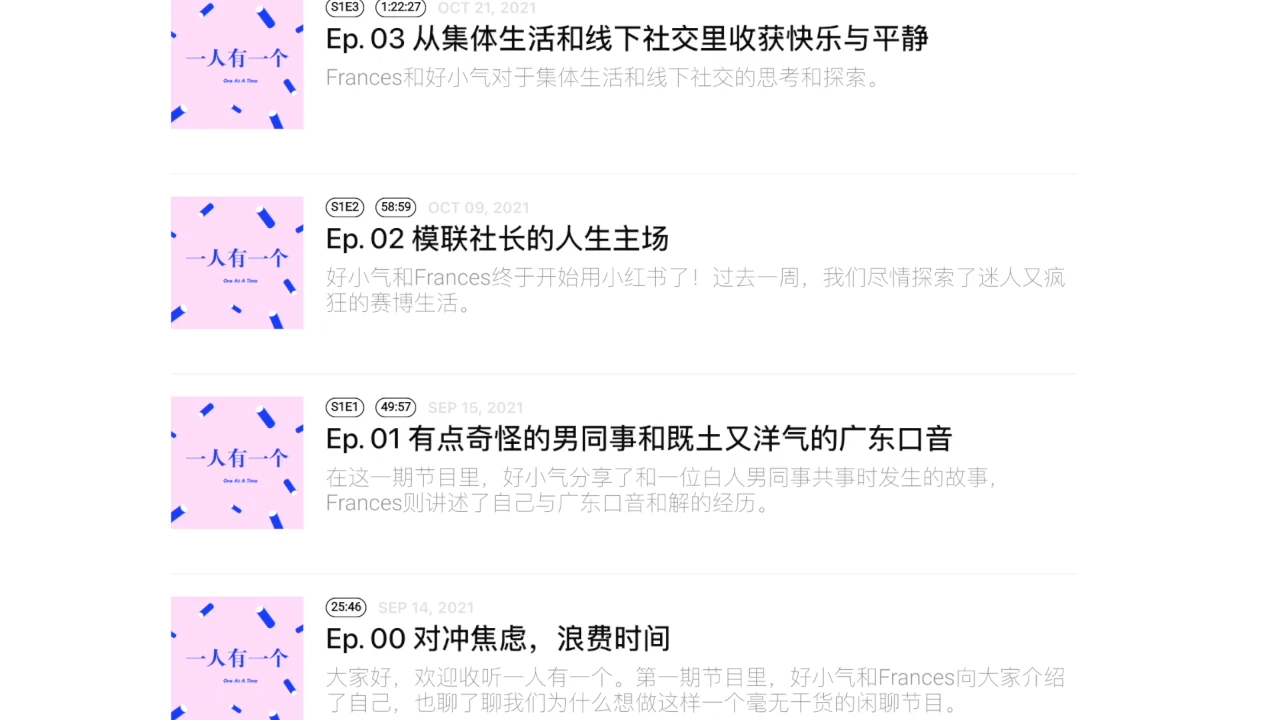 S1E3 1:22:27 OCT 21, 2021
Ep. 03 从集体生活和线下社交里收获快乐与平静
Frances和好小气对于集体生活和线下社交的思考和探索。
一人有一个
One At A Time
S1E2 58:59 OCT 09, 2021
Ep. 02 模联社长的人生主场
好小气和Frances终于开始用小红书了！过去一周，我们尽情探索了迷人又疯
狂的赛博生活。
一人有一个
One At A Time
S1E1 49:57 SEP 15, 2021
Ep. 01 有点奇怪的男同事和既土又洋气的广东口音
在这一期节目里，好小气分享了和一位白人男同事共事时发生的故事，
Frances则讲述了自己与广东口音和解的经历。
一人有一个
One At A Time
25:46 SEP 14, 2021
Ep. 00 对冲焦虑，浪费时间
大家好，欢迎收听一人有一个。第一期节目里，好小气和Frances向大家介绍
了自己，也聊了聊我们为什么想做这样一个毫无干货的闲聊节目。
一人有一个
One At A Time